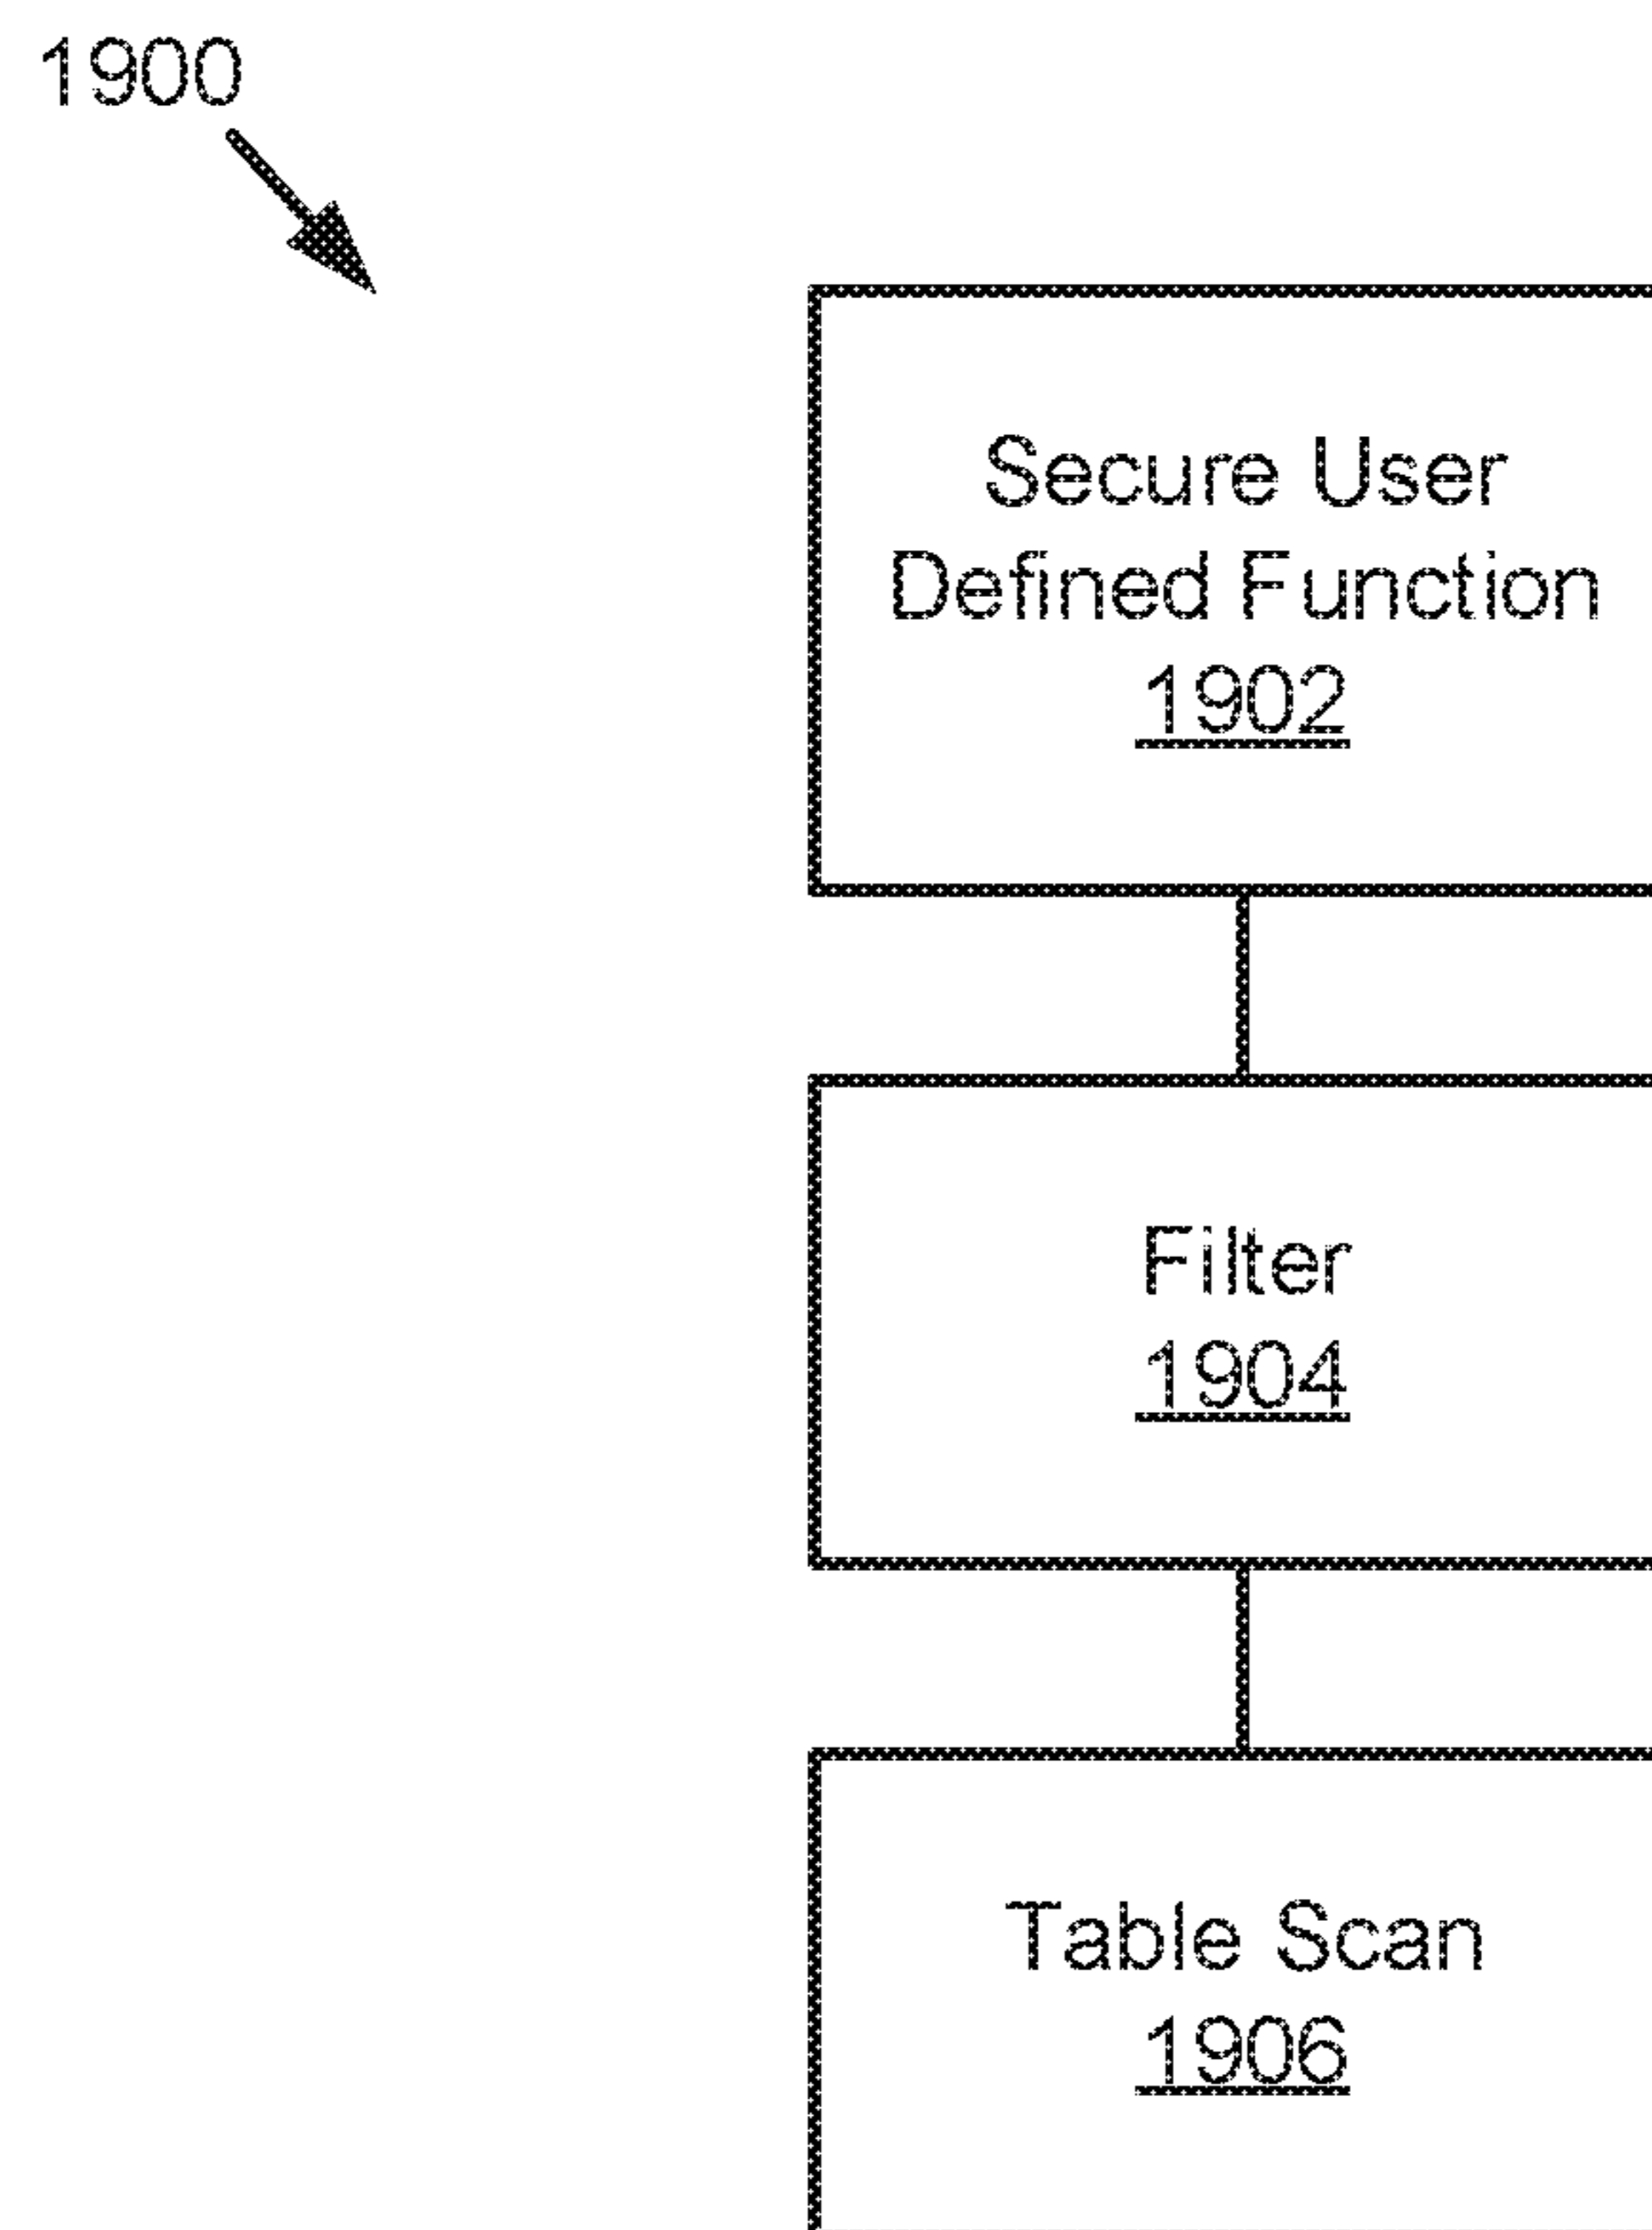 1900
Secure User
Defined Function
1902
Filter
1904
Table Scan
1906